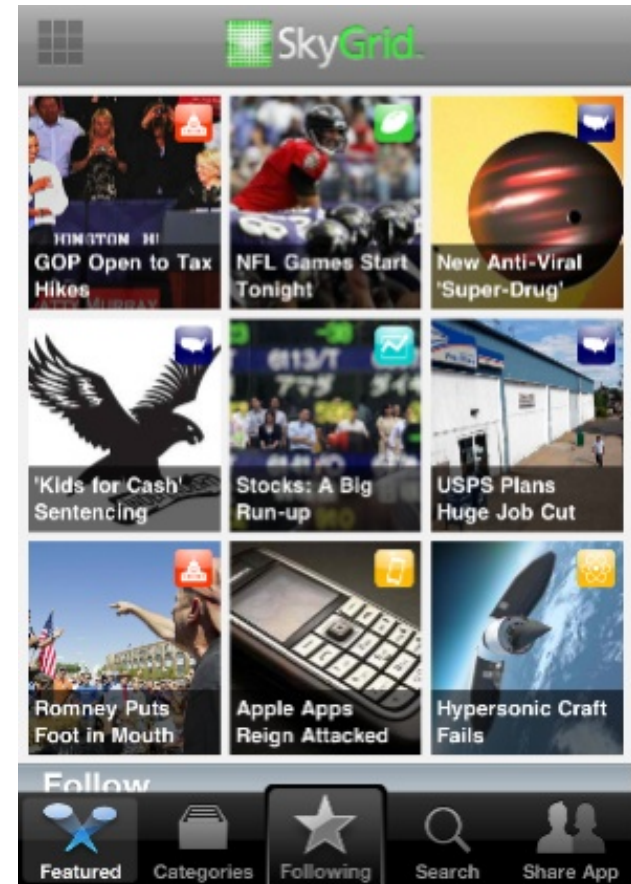 SkyGrid
GOP Open to Tax
Hikes
NFL Games Start
Tonight
New Anti-Viral
'Super-Drug'
'Kids for Cash'
Sentencing
Stocks: A Big
Run-up
USPS Plans
Huge Job Cut
Romney Puts
Foot in Mouth
Apple Apps
Reign Attacked
Hypersonic Craft
Fails
Follow
Featured
Categories
Following
Search
Share App